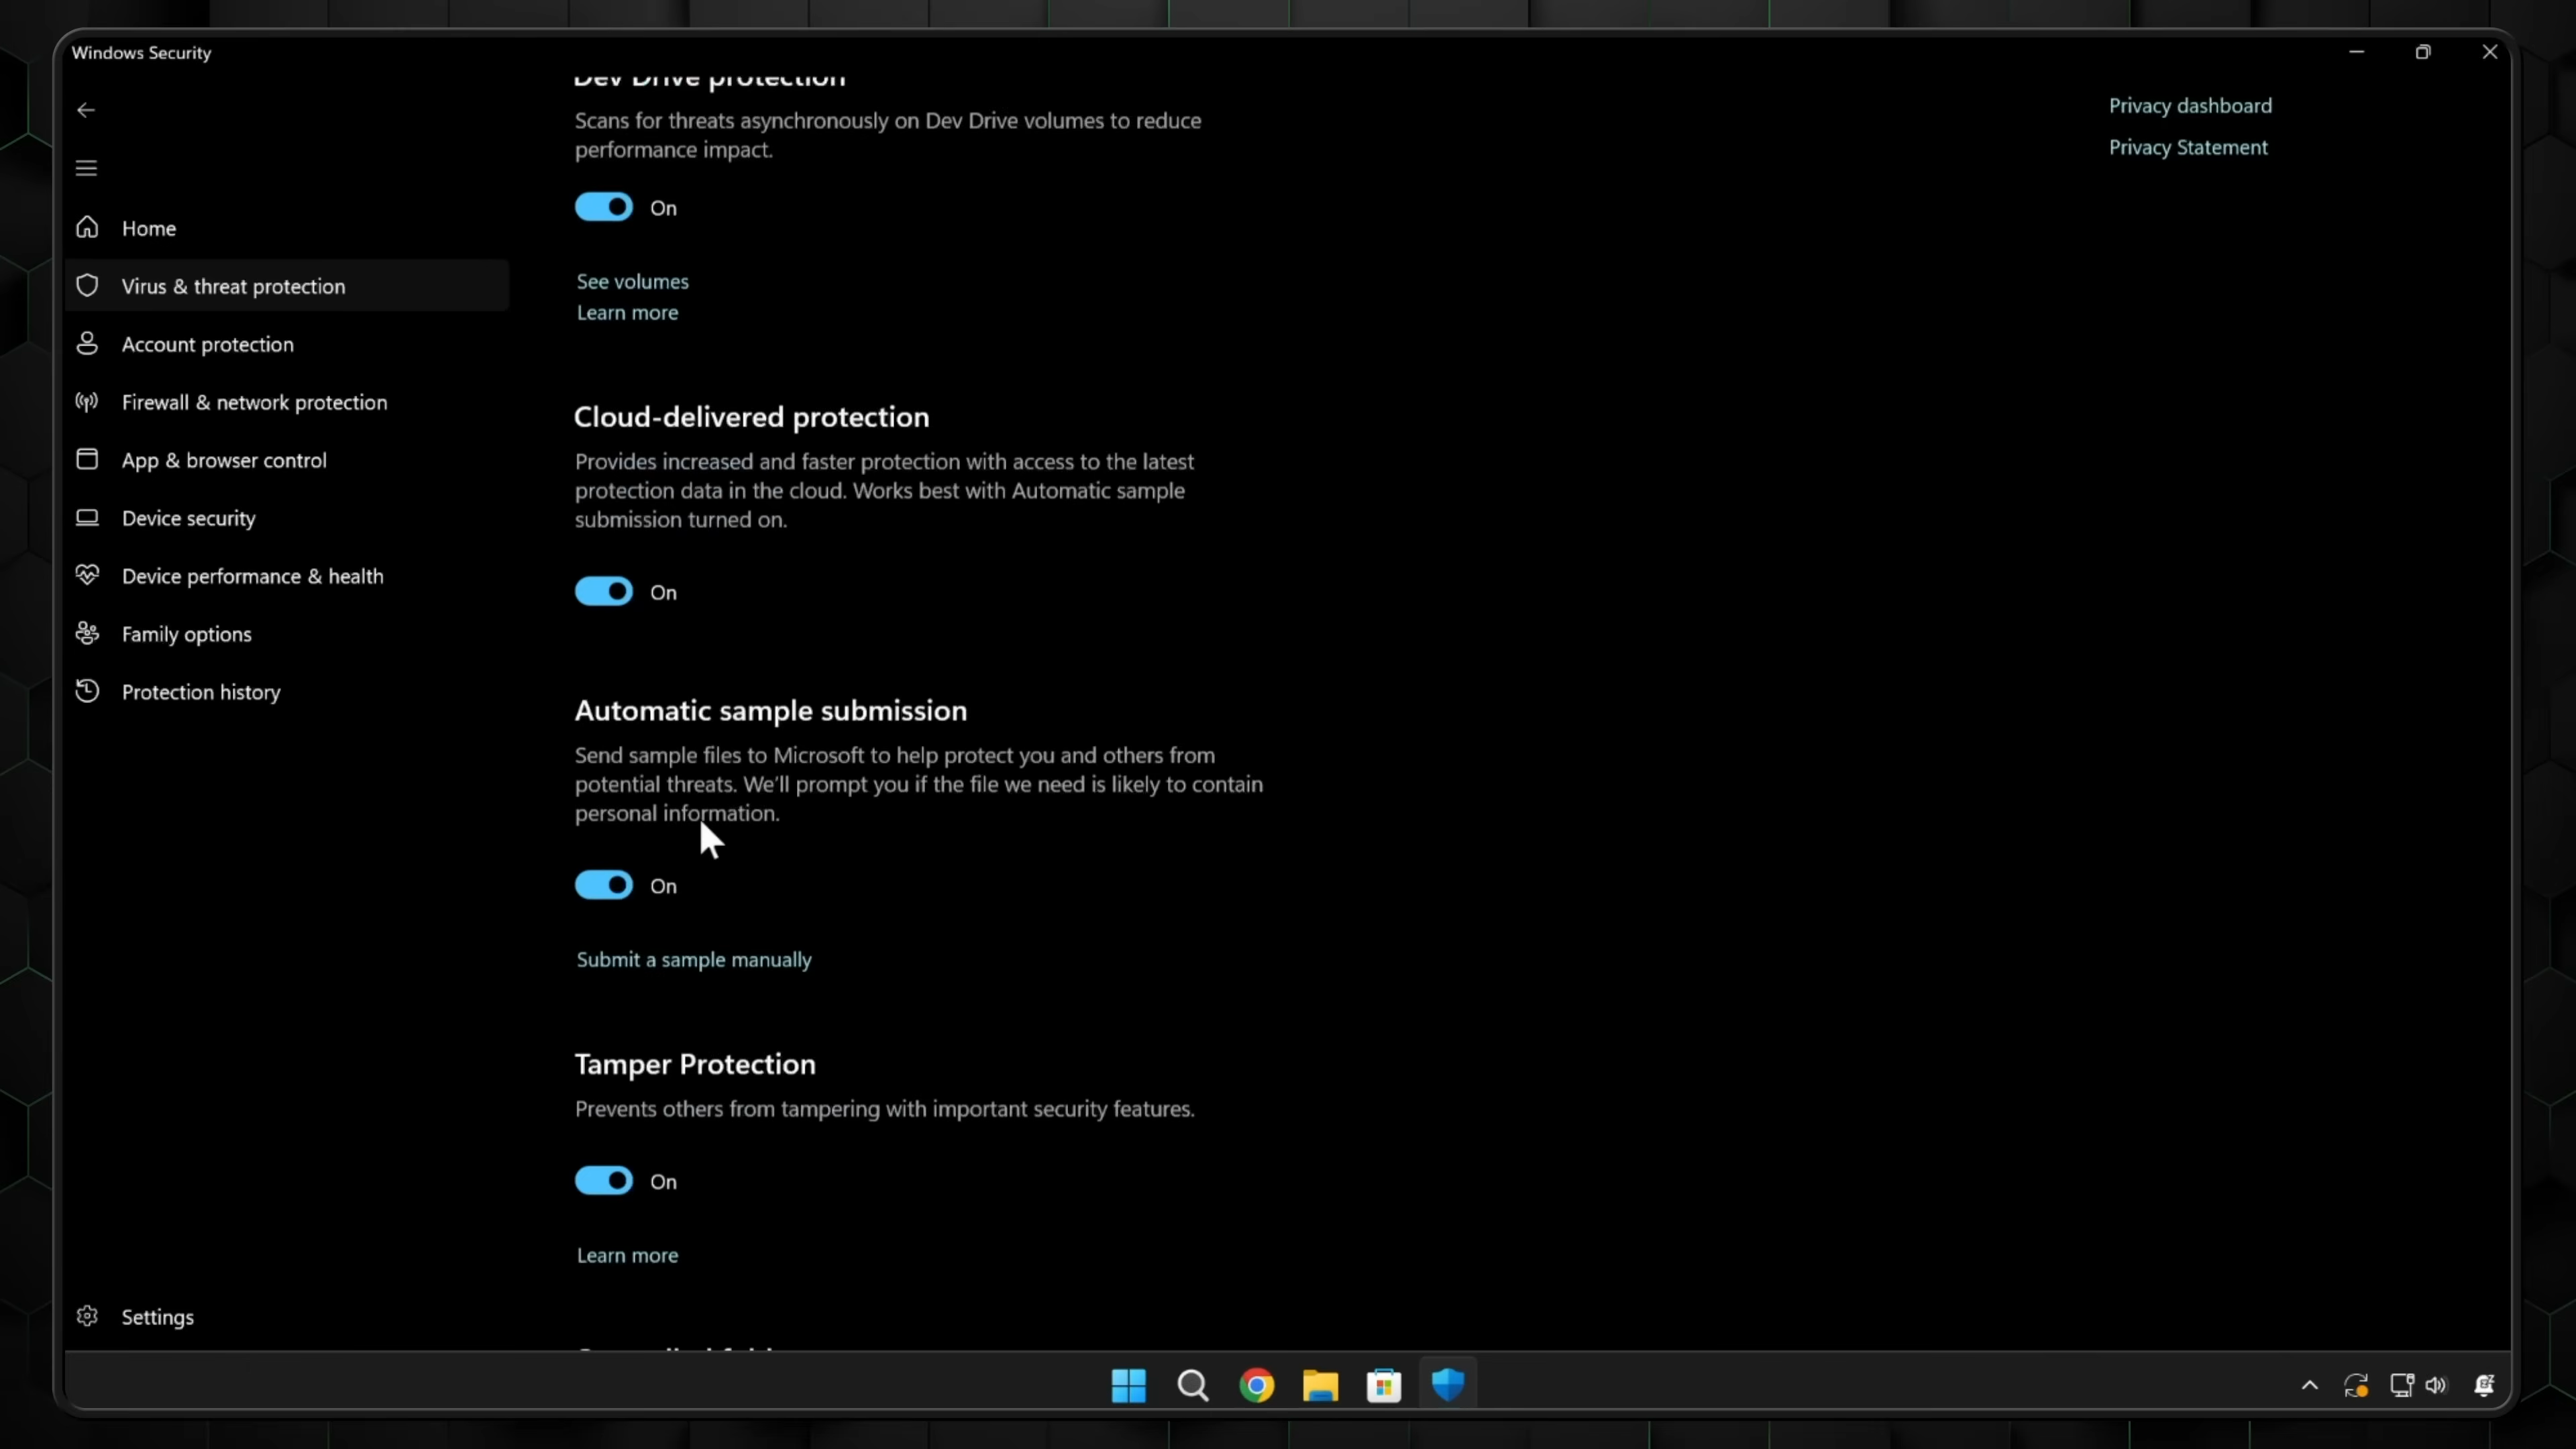 Windows Security
Dev Drive protection
Scans for threats asynchronously on Dev Drive volumes to reduce
performance impact.
On
See volumes
Learn more
Privacy dashboard
Privacy Statement
Home
Virus & threat protection
Account protection
Firewall & network protection
App & browser control
Device security
Device performance & health
Family options
Protection history
Settings
Cloud-delivered protection
Provides increased and faster protection with access to the latest
protection data in the cloud. Works best with Automatic sample
submission turned on.
On
Automatic sample submission
Send sample files to Microsoft to help protect you and others from
potential threats. We'll prompt you if the file we need is likely to contain
personal information.
On
Submit a sample manually
Tamper Protection
Prevents others from tampering with important security features.
On
Learn more